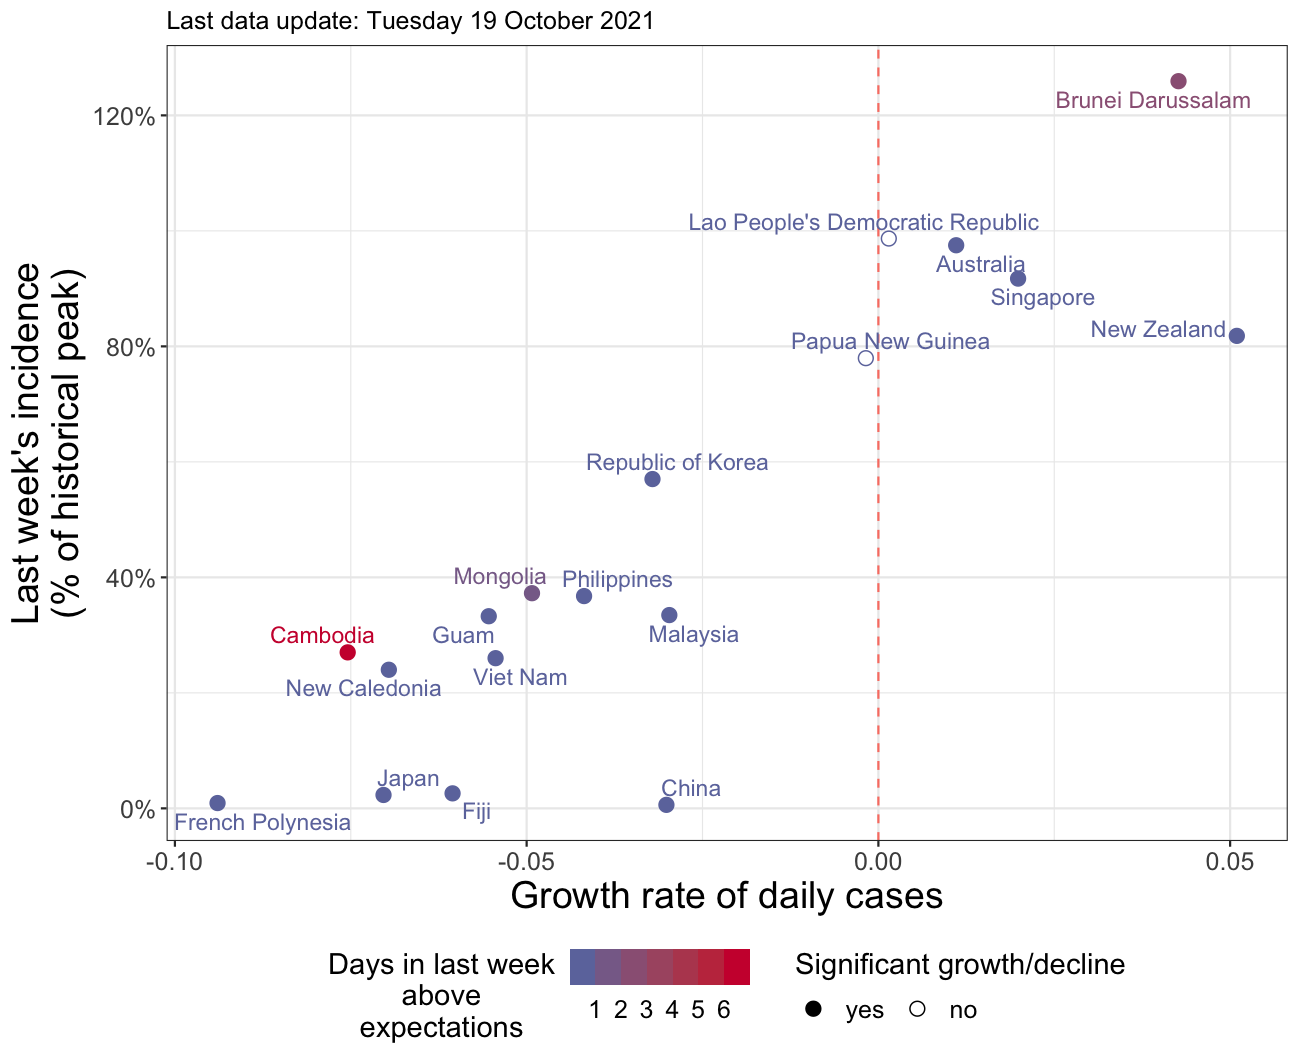 Last data update: Tuesday 19 October 2021
Last week's incidence
(% of historical peak)
120%
80%
40%
0%
Brunei Darussalam
Lao People's Democratic Republic
Australia
Singapore
New Zealand
Papua New Guinea
Republic of Korea
Mongolia
Philippines
Guam
Malaysia
Cambodia
Viet Nam
New Caledonia
Japan
China
Fiji
French Polynesia
-0.10
-0.05
0.00
0.05
Growth rate of daily cases
Days in last week
above
expectations
1 2 3 4 5 6
Significant growth/decline
yes
no